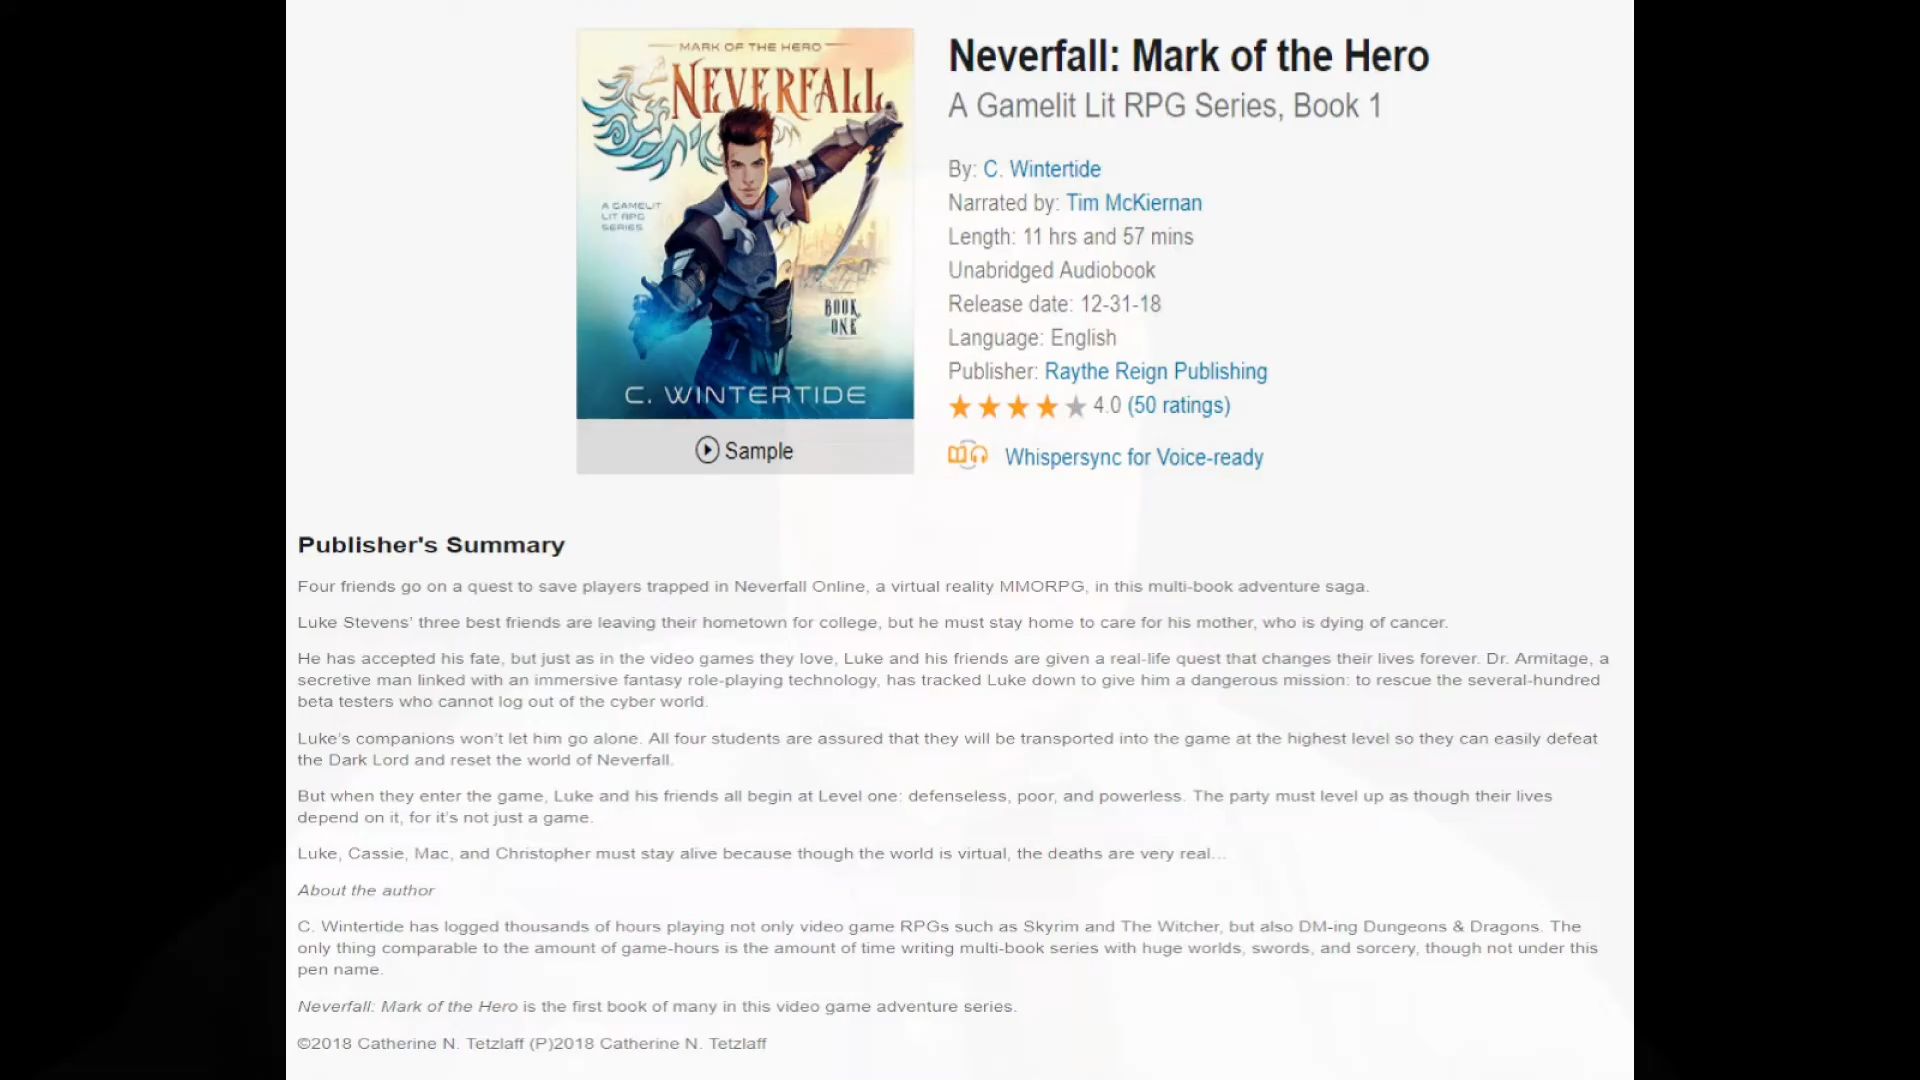 MARK OF THE HERO
NEVERFALL
A GAMELIT
LIT RPG
SERIES
BOOK
ONE
C. WINTERTIDE
Sample
Neverfall: Mark of the Hero
A Gamelit Lit RPG Series, Book 1
By: C. Wintertide
Narrated by: Tim McKiernan
Length: 11 hrs and 57 mins
Unabridged Audiobook
Release date: 12-31-18
Language: English
Publisher: Raythe Reign Publishing
4.0 (50 ratings)
Whispersync for Voice-ready
Publisher's Summary
Four friends go on a quest to save players trapped in Neverfall Online, a virtual reality MMORPG, in this multi-book adventure saga.
Luke Stevens’ three best friends are leaving their hometown for college, but he must stay home to care for his mother, who is dying of cancer.
He has accepted his fate, but just as in the video games they love, Luke and his friends are given a real-life quest that changes their lives forever. Dr. Armitage, a
secretive man linked with an immersive fantasy role-playing technology, has tracked Luke down to give him a dangerous mission: to rescue the several-hundred
beta testers who cannot log out of the cyber world.
Luke’s companions won’t let him go alone. All four students are assured that they will be transported into the game at the highest level so they can easily defeat
the Dark Lord and reset the world of Neverfall.
But when they enter the game, Luke and his friends all begin at Level one: defenseless, poor, and powerless. The party must level up as though their lives
depend on it, for it’s not just a game.
Luke, Cassie, Mac, and Christopher must stay alive because though the world is virtual, the deaths are very real...
About the author
C. Wintertide has logged thousands of hours playing not only video game RPGs such as Skyrim and The Witcher, but also DM-ing Dungeons & Dragons. The
only thing comparable to the amount of game-hours is the amount of time writing multi-book series with huge worlds, swords, and sorcery, though not under this
pen name.
Neverfall: Mark of the Hero is the first book of many in this video game adventure series.
©2018 Catherine N. Tetzlaff (P)2018 Catherine N. Tetzlaff